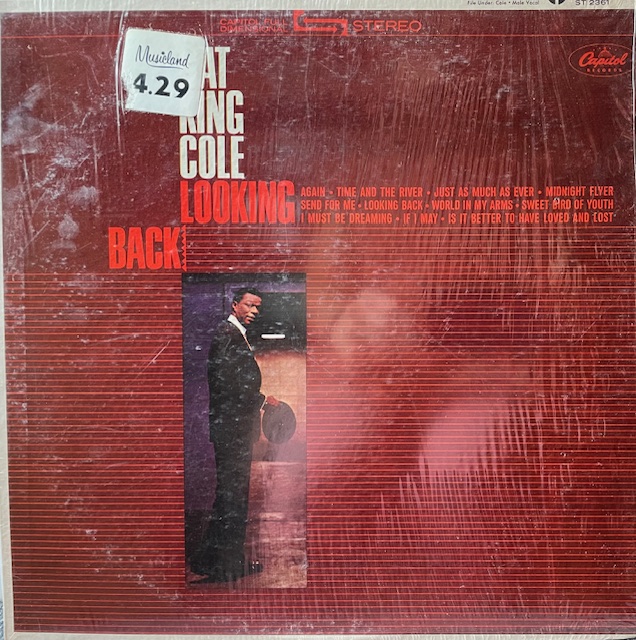 File Under: Cole • Male Vocal
ST 2361
CAPITOL FULL
DIMENSIONAL
STEREO
Capitol
RECORDS
Musicland
4.29
AT
KING
COLE
LOOKING
BACK
AGAIN • TIME AND THE RIVER • JUST AS MUCH AS EVER • MIDNIGHT FLYER
SEND FOR ME • LOOKING BACK • WORLD IN MY ARMS • SWEET BIRD OF YOUTH
I MUST BE DREAMING • IF I MAY • IS IT BETTER TO HAVE LOVED AND LOST